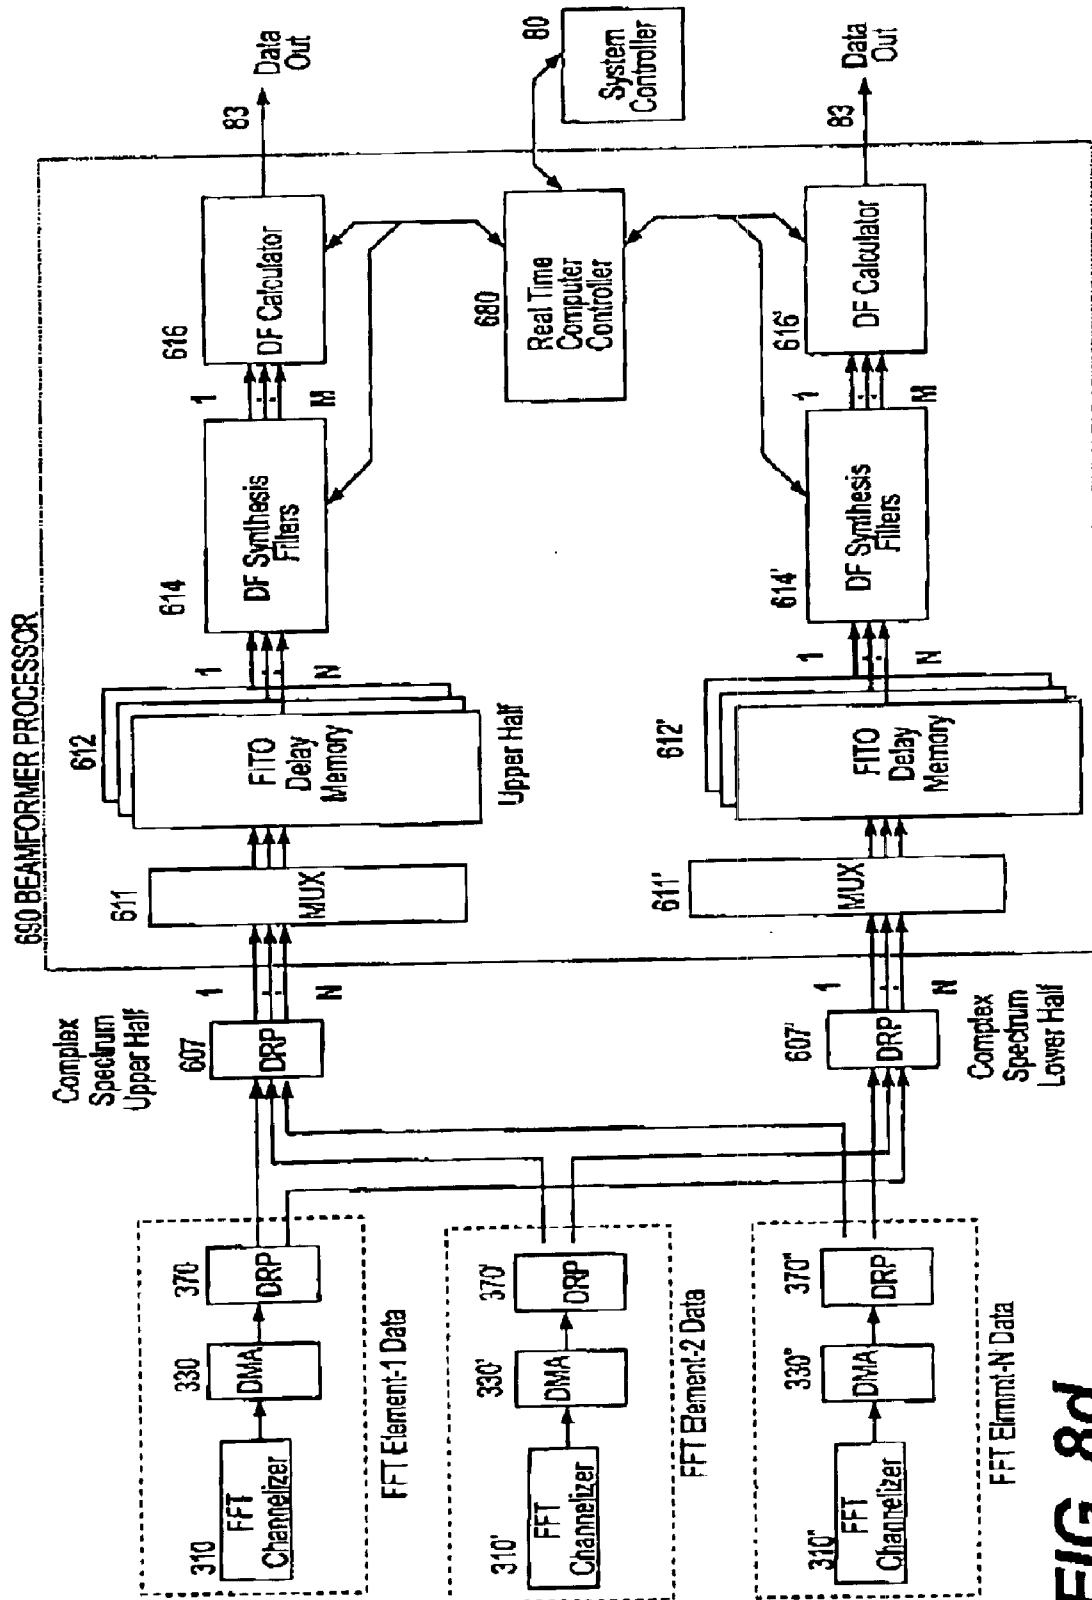 690 BEAMFORMER PROCESSOR
310
FFT
Channelizer
330
DMA
370
DRP
FFT Element-1 Data
310'
FFT
Channelizer
330'
DMA
370'
DRP
FFT Element-2 Data
310"
FFT
Channelizer
330"
DMA
370"
DRP
FFT Elmmt-N Data
Complex
Spectrum
Upper Half
607
DRP
1
N
611
MUX
612
FITO
Delay
Memory
Upper Half
1
N
614
DF Synthesis
Filters
1
M
616
DF Calculator
83
Data
Out
680
Real Time
Computer
Controller
80
System
Controller
607'
DRP
Complex
Spectrum
Lower Half
1
N
611'
MUX
612'
FITO
Delay
Memory
1
N
614'
DF Synthesis
Filters
1
M
616'
DF Calculator
83
Data
Out
FIG. 8d